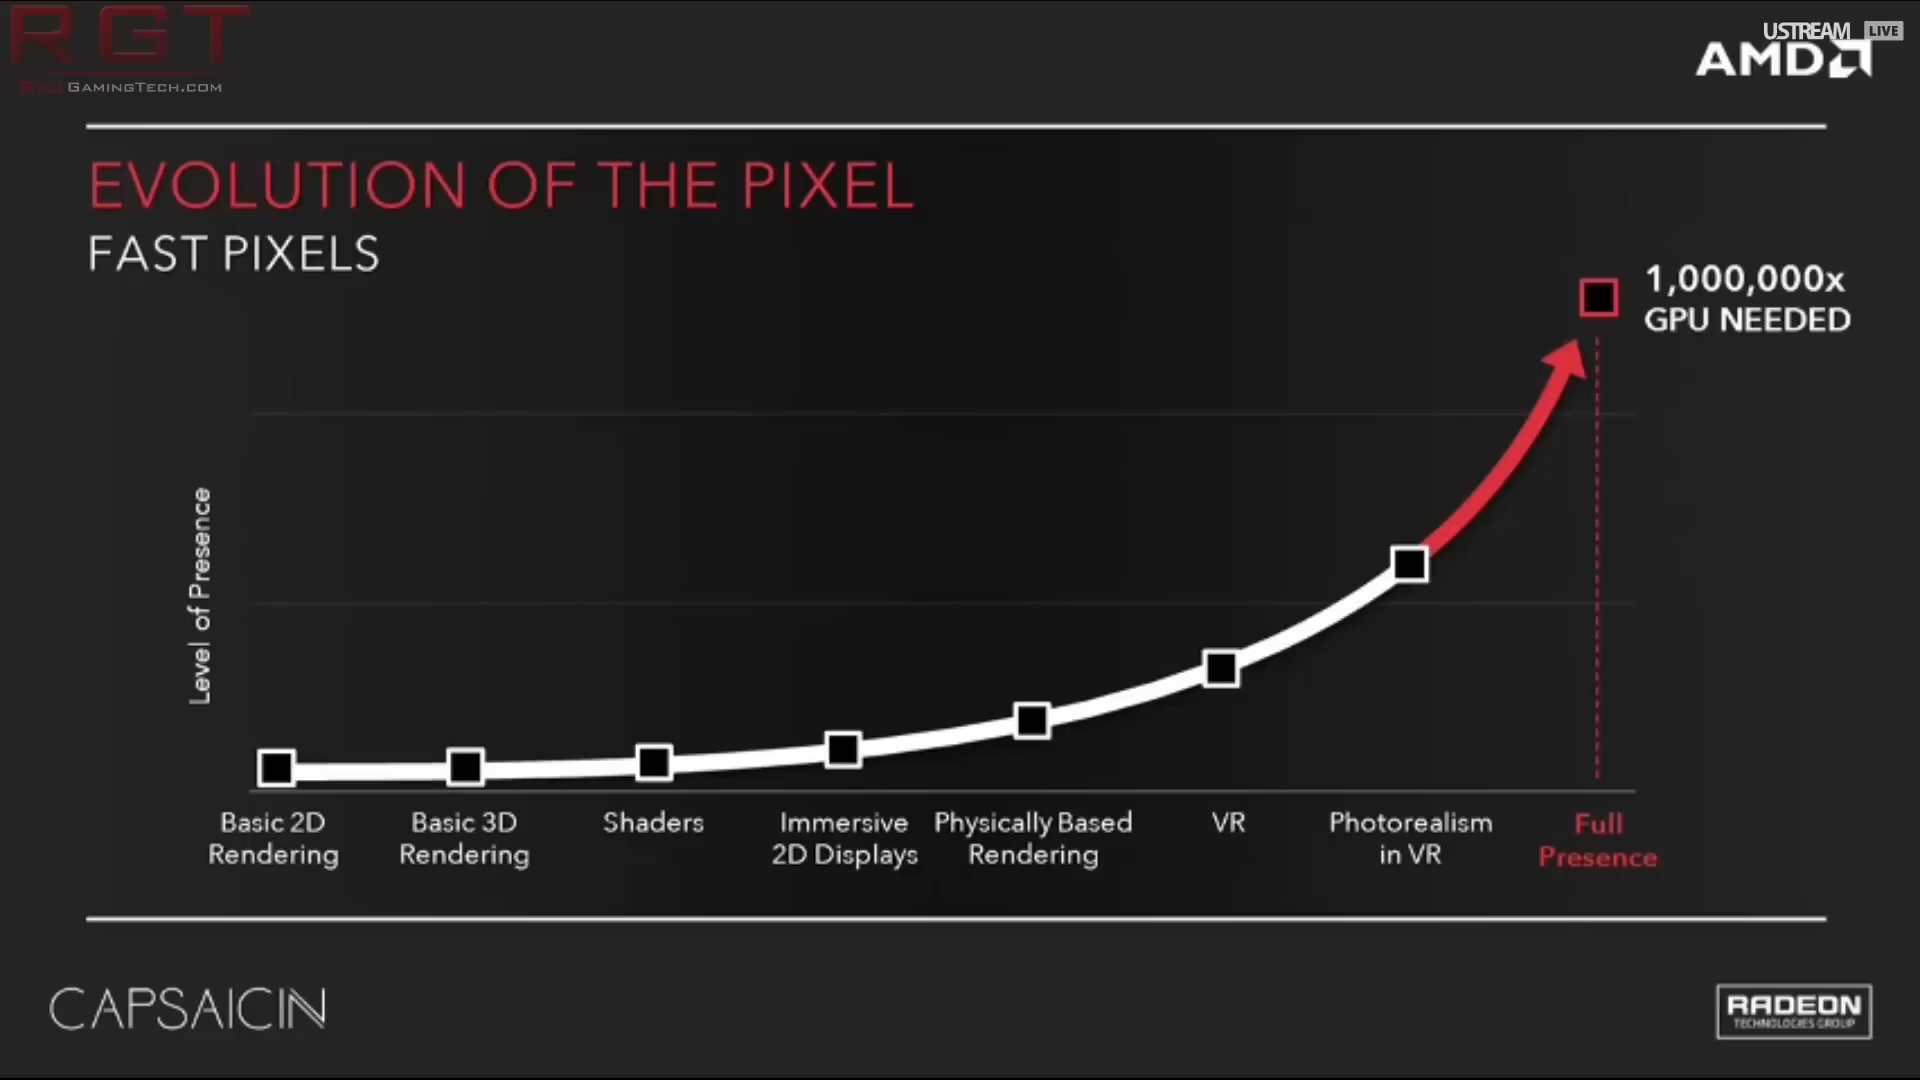 RGT
RedGamingTech.com
USTREAM LIVE
AMD
EVOLUTION OF THE PIXEL
FAST PIXELS
1,000,000x
GPU NEEDED
Level of Presence
Basic 2D
Rendering
Basic 3D
Rendering
Shaders
Immersive
2D Displays
Physically Based
Rendering
VR
Photorealism
in VR
Full
Presence
CAPSAICIN
RADEON
TECHNOLOGIES GROUP